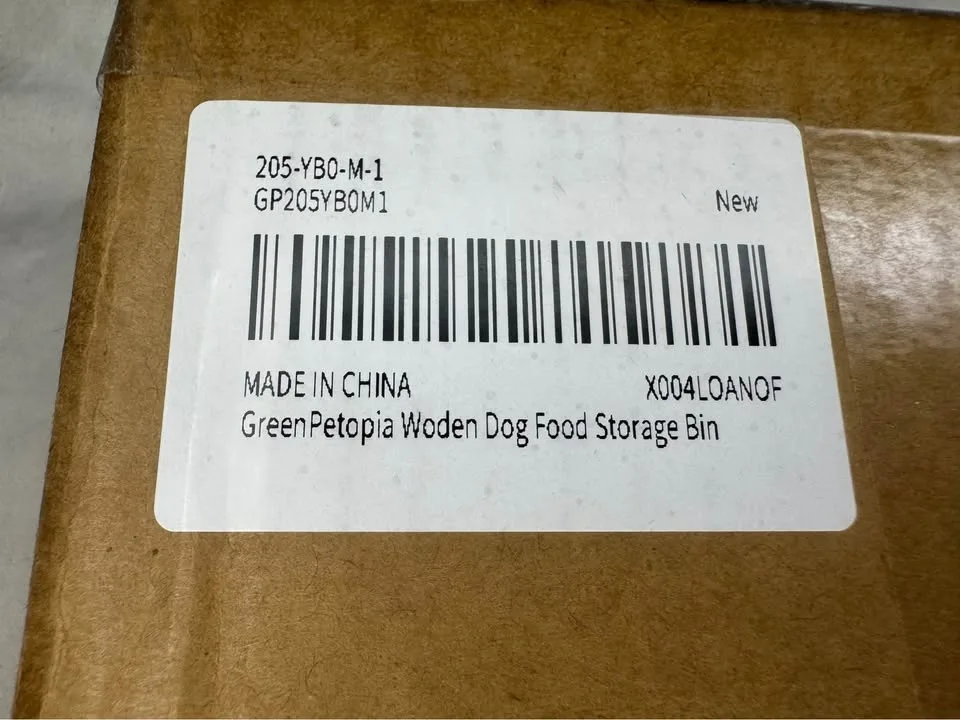 205-YB0-M-1
GP205YB0M1 New
MADE IN CHINA X004LOANOF
GreenPetopia Woden Dog Food Storage Bin